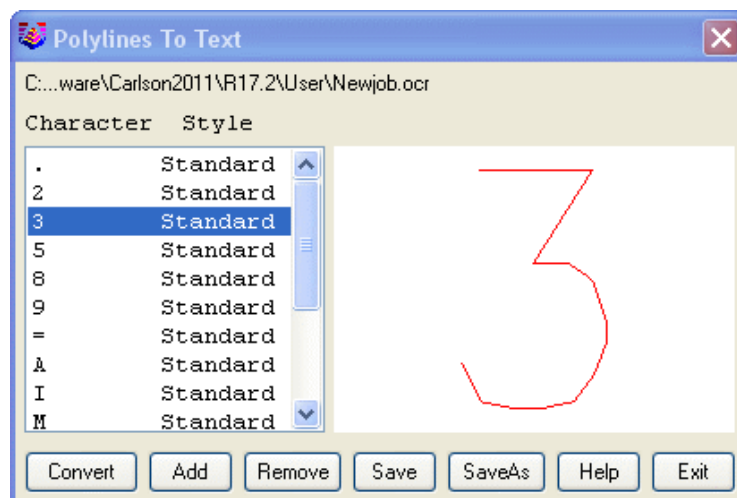 Polylines To Text
C:...ware\Carlson2011\R17.2\User\Newjob.ocr
Character Style
. Standard
2 Standard
3 Standard
5 Standard
8 Standard
9 Standard
= Standard
A Standard
I Standard
M Standard
3
Convert Add Remove Save SaveAs Help Exit